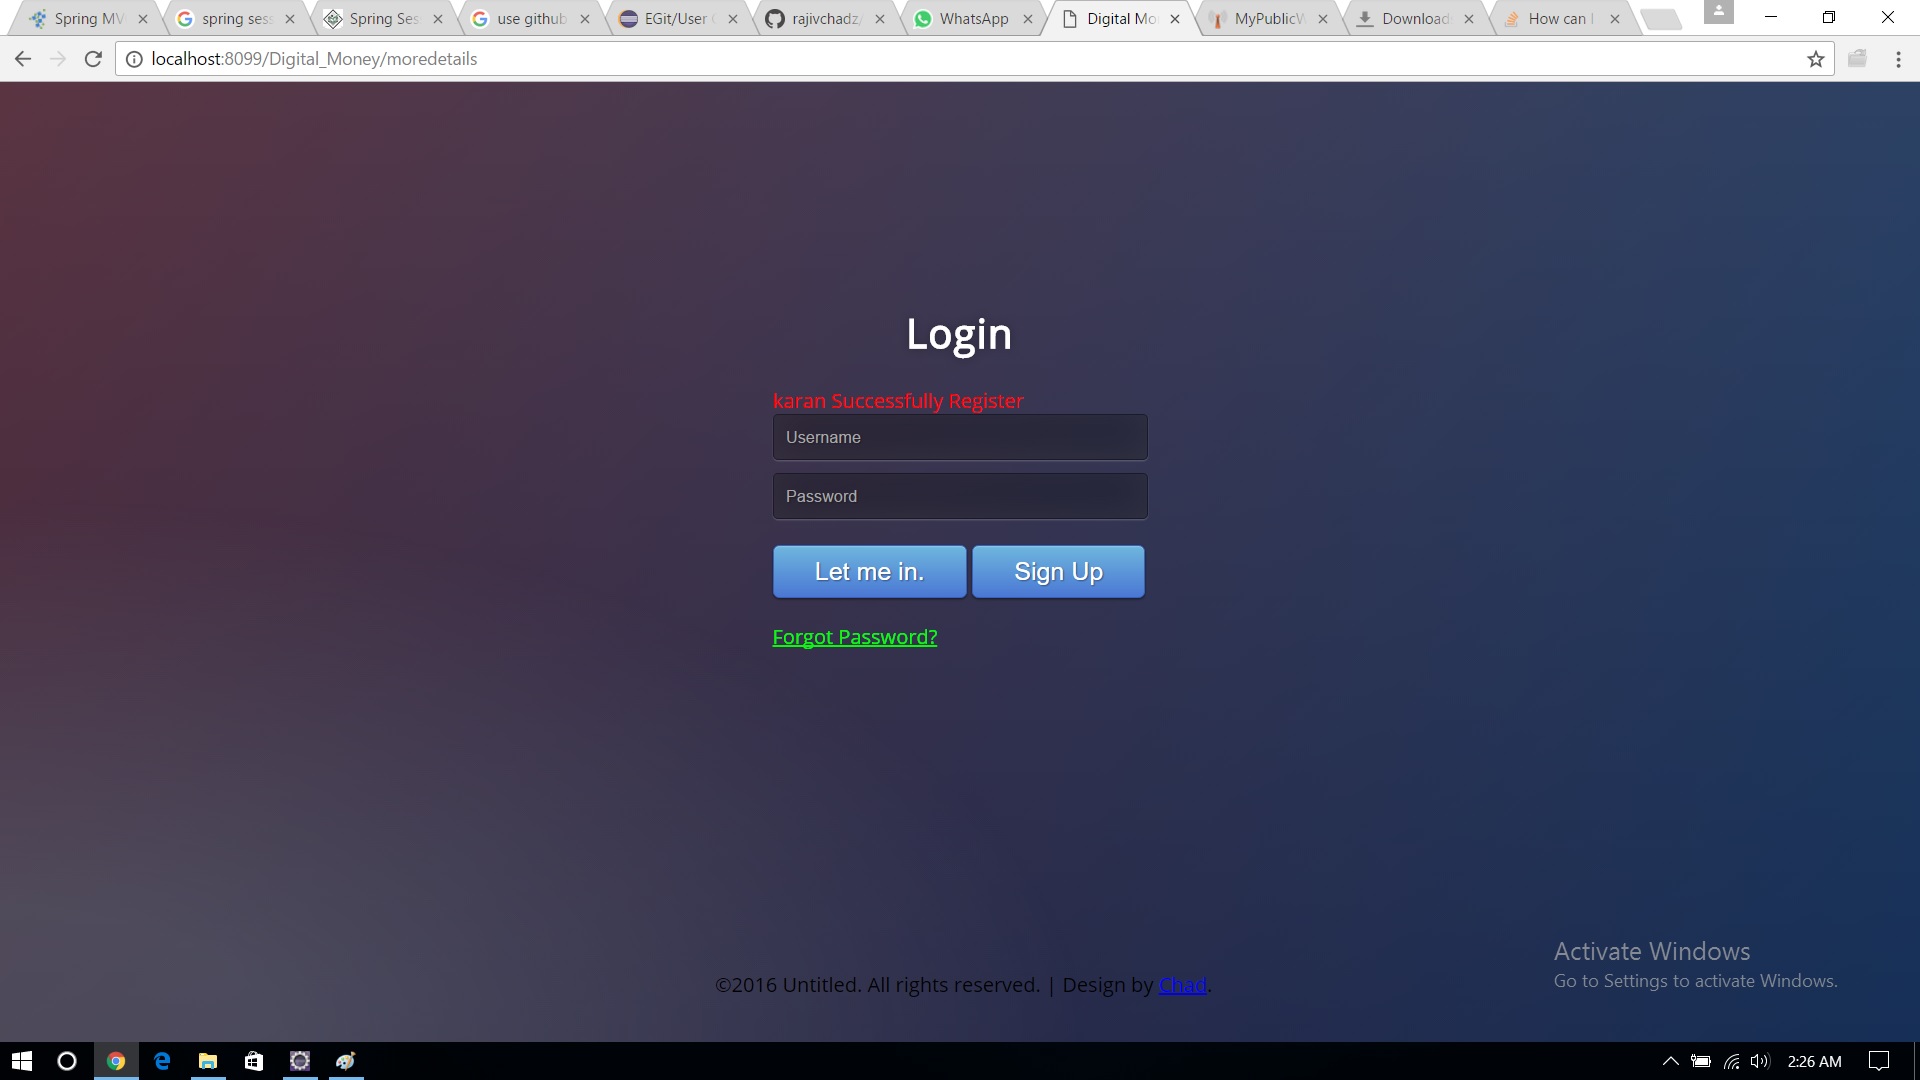 Spring MV
spring sess
Spring Ses
use github
EGit/User
rajivchadz/
WhatsApp
Digital Mo
MyPublicW
Download
How can I
localhost:8099/Digital_Money/moredetails
Login
karan Successfully Register
Username
Password
Let me in.
Sign Up
Forgot Password?
Activate Windows
Go to Settings to activate Windows.
©2016 Untitled. All rights reserved. | Design by Chad.
2:26 AM